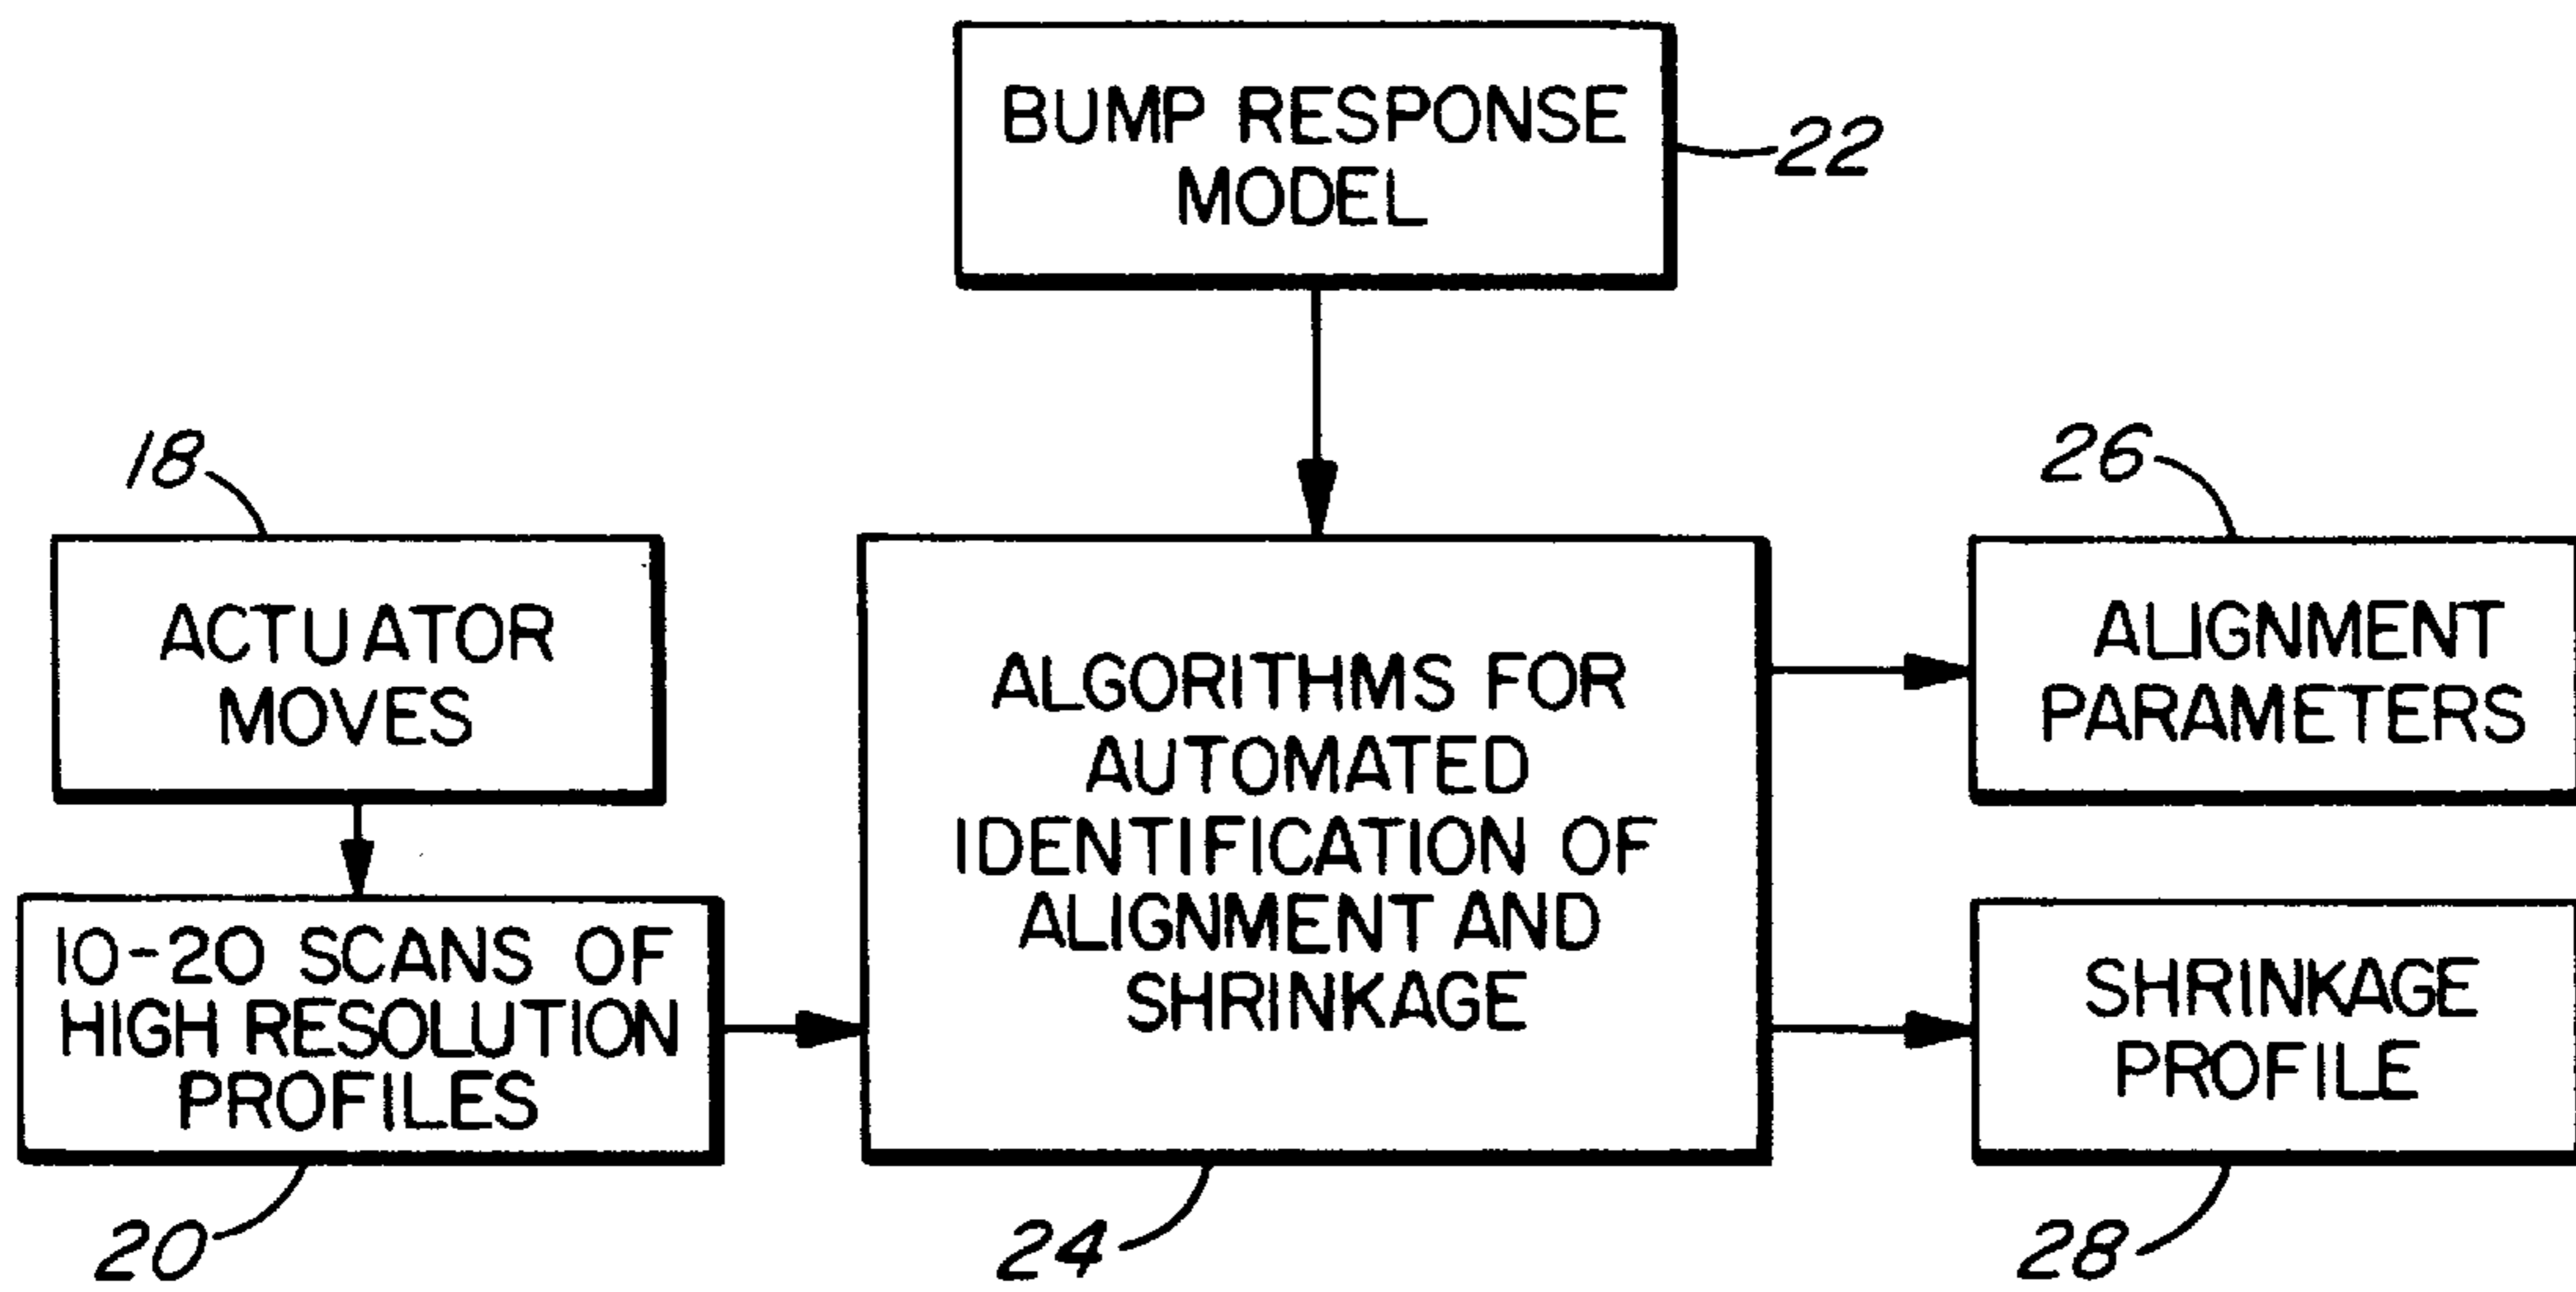 BUMP RESPONSE
MODEL
22
18
ACTUATOR
MOVES
10-20 SCANS OF
HIGH RESOLUTION
PROFILES
20
ALGORITHMS FOR
AUTOMATED
IDENTIFICATION OF
ALIGNMENT AND
SHRINKAGE
24
26
ALIGNMENT
PARAMETERS
SHRINKAGE
PROFILE
28